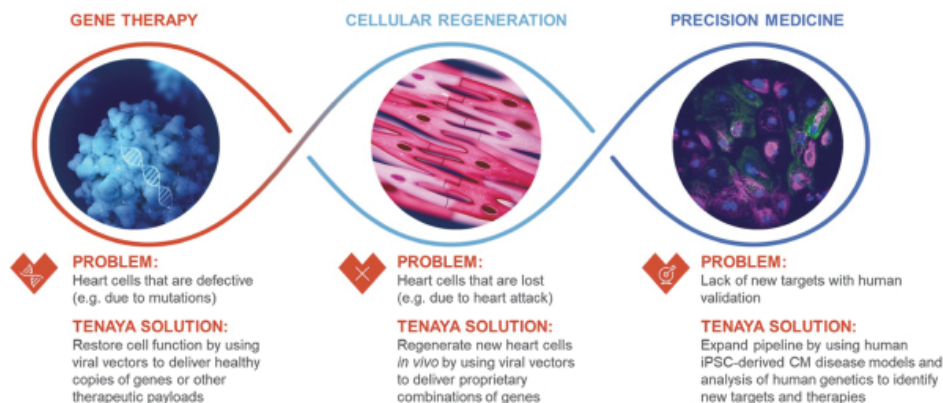 GENE THERAPY
CELLULAR REGENERATION
PRECISION MEDICINE
PROBLEM:
Heart cells that are defective
(e.g. due to mutations)
TENAYA SOLUTION:
Restore cell function by using
viral vectors to deliver healthy
copies of genes or other
therapeutic payloads
PROBLEM:
Heart cells that are lost
(e.g. due to heart attack)
TENAYA SOLUTION:
Regenerate new heart cells
in vivo by using viral vectors
to deliver proprietary
combinations of genes
PROBLEM:
Lack of new targets with human
validation
TENAYA SOLUTION:
Expand pipeline by using human
iPSC-derived CM disease models and
analysis of human genetics to identify
new targets and therapies